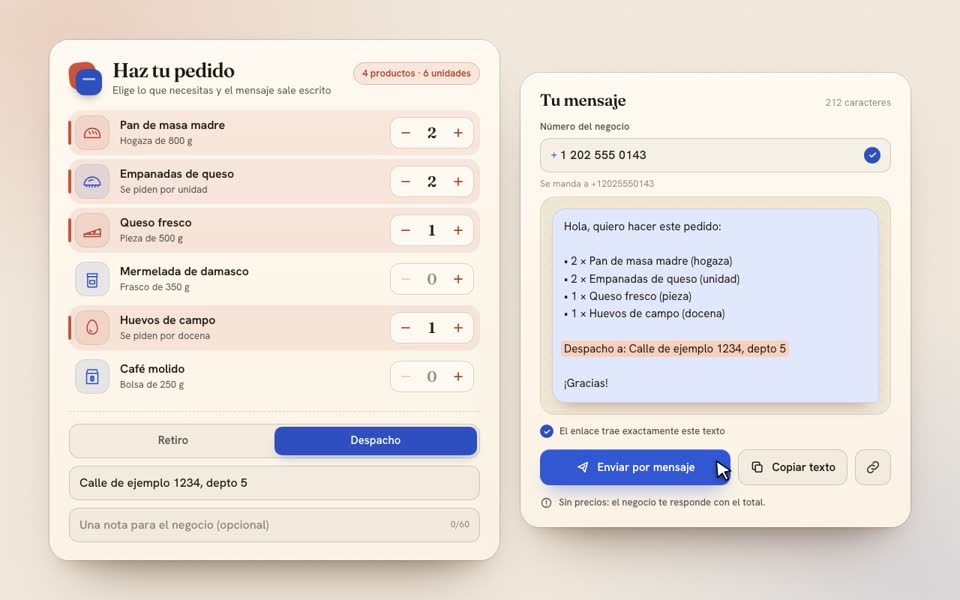 Haz tu pedido
Elige lo que necesitas y el mensaje sale escrito
4 productos · 6 unidades
Pan de masa madre
Hogaza de 800 g
− 2 +
Empanadas de queso
Se piden por unidad
− 2 +
Queso fresco
Pieza de 500 g
− 1 +
Mermelada de damasco
Frasco de 350 g
− 0 +
Huevos de campo
Se piden por docena
− 1 +
Café molido
Bolsa de 250 g
− 0 +
Retiro
Despacho
Calle de ejemplo 1234, depto 5
Una nota para el negocio (opcional)
0/60
Tu mensaje
212 caracteres
Número del negocio
+ 1 202 555 0143
Se manda a +12025550143
Hola, quiero hacer este pedido:
• 2 × Pan de masa madre (hogaza)
• 2 × Empanadas de queso (unidad)
• 1 × Queso fresco (pieza)
• 1 × Huevos de campo (docena)
Despacho a: Calle de ejemplo 1234, depto 5
¡Gracias!
El enlace trae exactamente este texto
Enviar por mensaje
Copiar texto
Sin precios: el negocio te responde con el total.